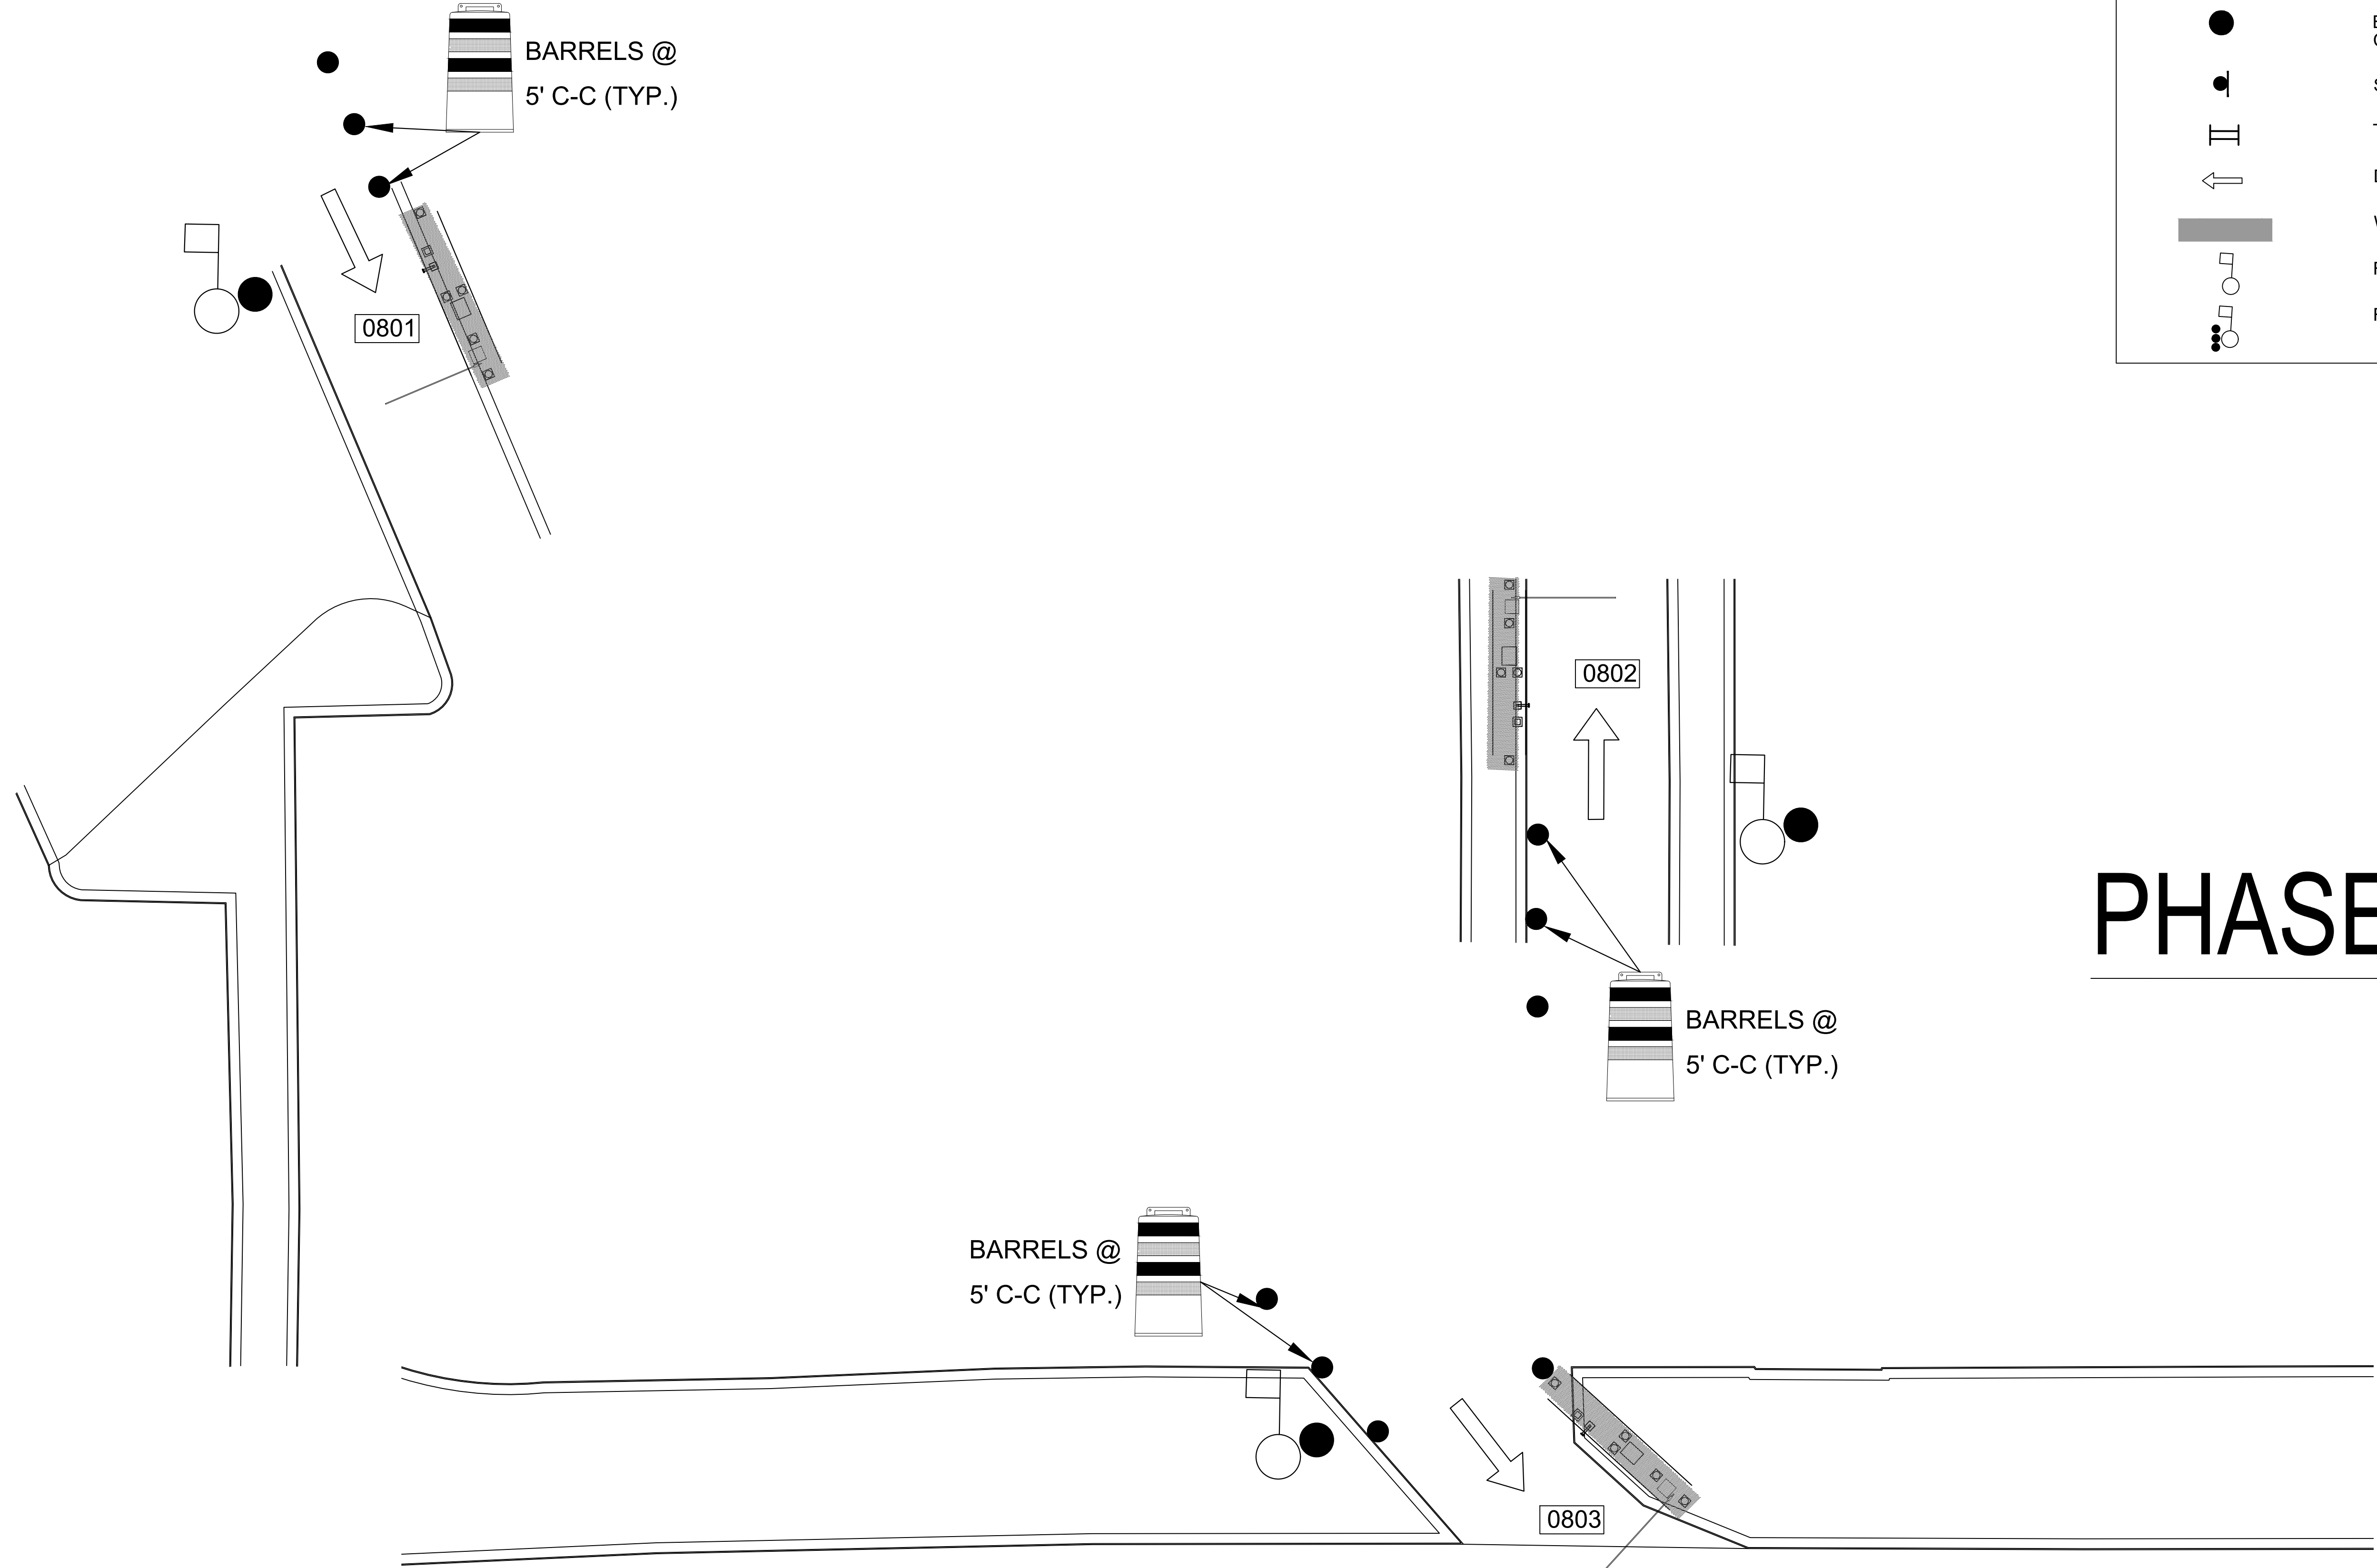 BARRELS @
5' C-C (TYP.)
0801
0802
PHASE
BARRELS @
5' C-C (TYP.)
BARRELS @
5' C-C (TYP.)
0803